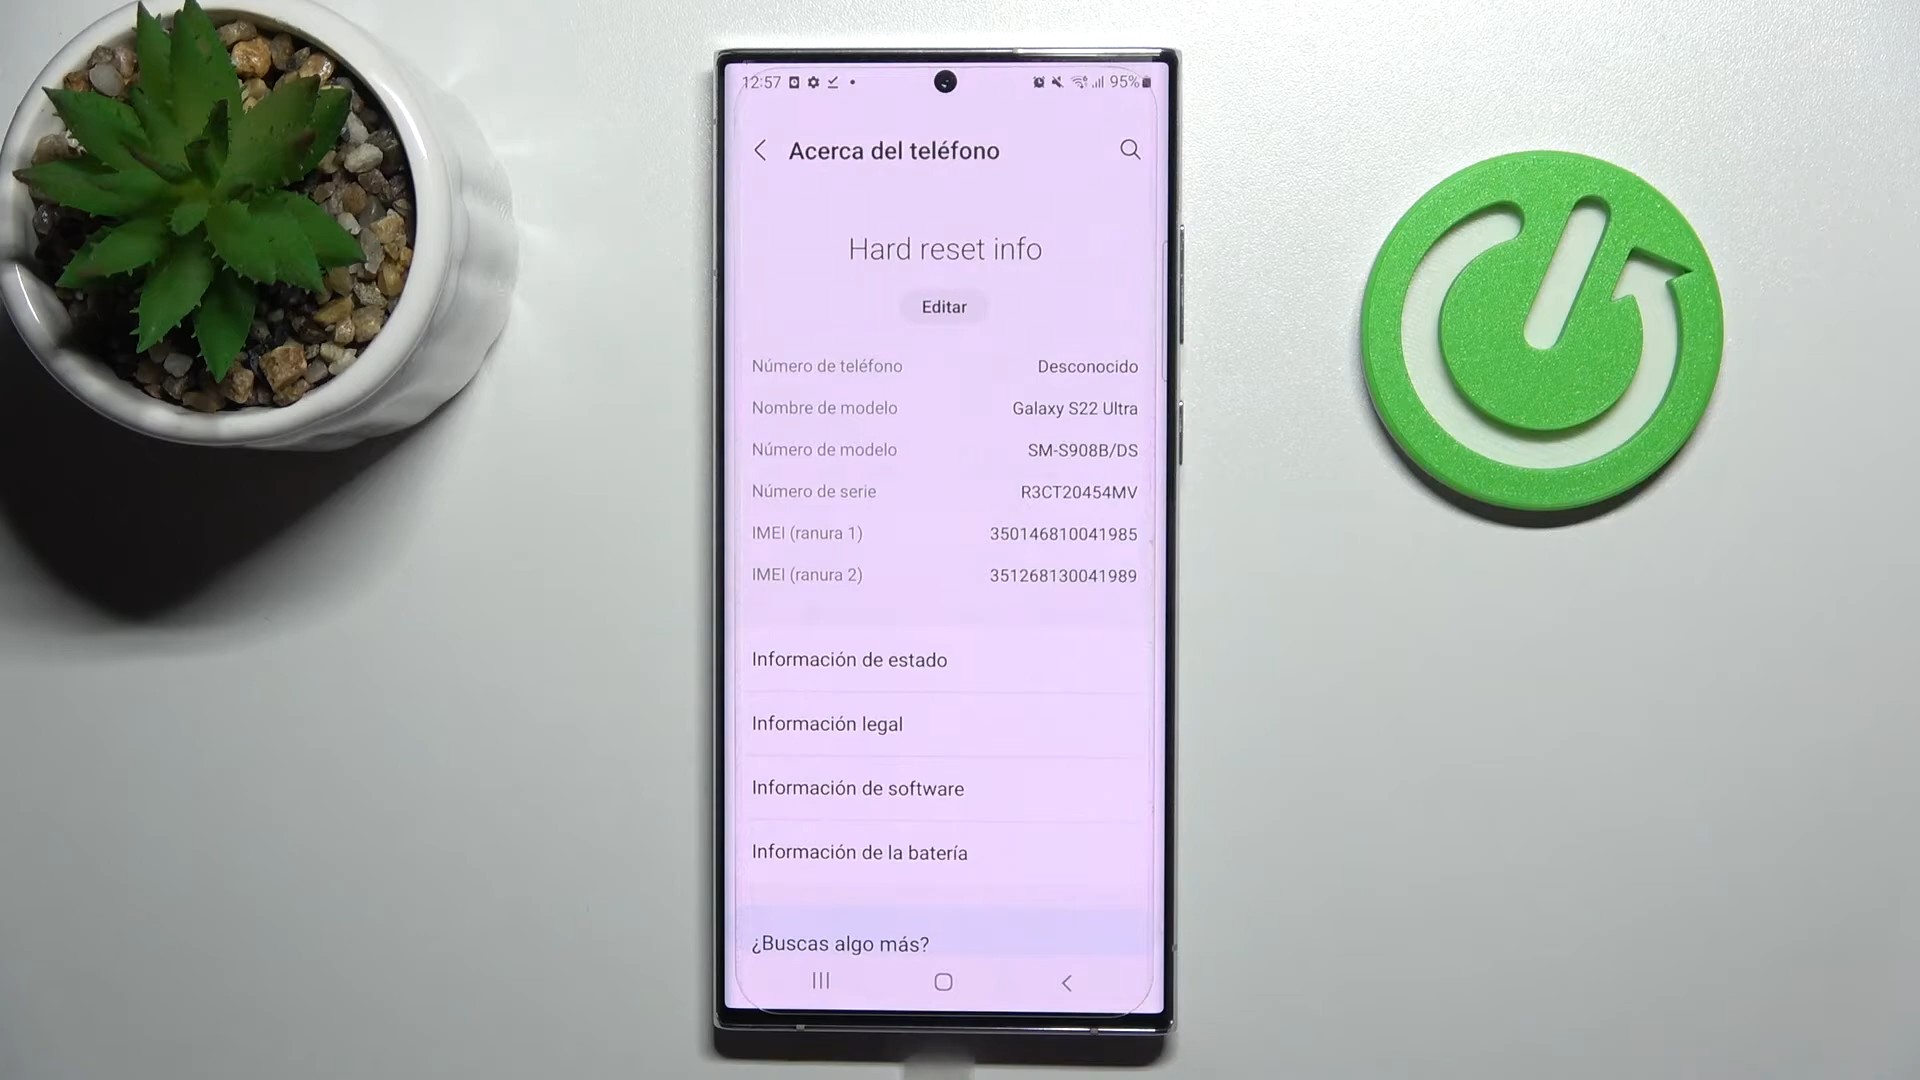 12:57 95%
Acerca del teléfono
Hard reset info
Editar
Número de teléfono Desconocido
Nombre de modelo Galaxy S22 Ultra
Número de modelo SM-S908B/DS
Número de serie R3CT20454MV
IMEI (ranura 1) 350146810041985
IMEI (ranura 2) 351268130041989
Información de estado
Información legal
Información de software
Información de la batería
¿Buscas algo más?